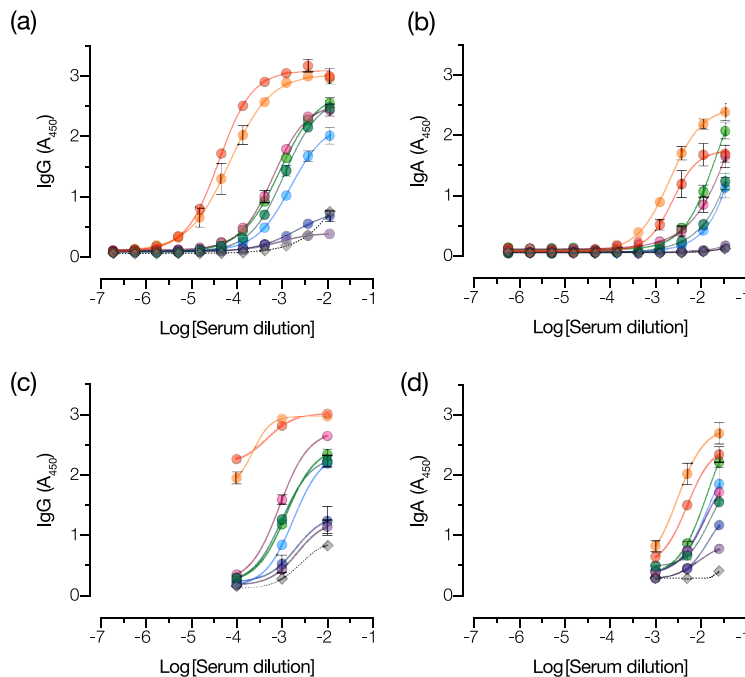 (a)
IgG (A450)
3
2
1
0
-7 -6 -5 -4 -3 -2 -1
Log[Serum dilution]
(b)
IgA (A450)
3
2
1
0
-7 -6 -5 -4 -3 -2 -1
Log[Serum dilution]
(c)
IgG (A450)
3
2
1
0
-7 -6 -5 -4 -3 -2 -1
Log[Serum dilution]
(d)
IgA (A450)
3
2
1
0
-7 -6 -5 -4 -3 -2 -1
Log[Serum dilution]